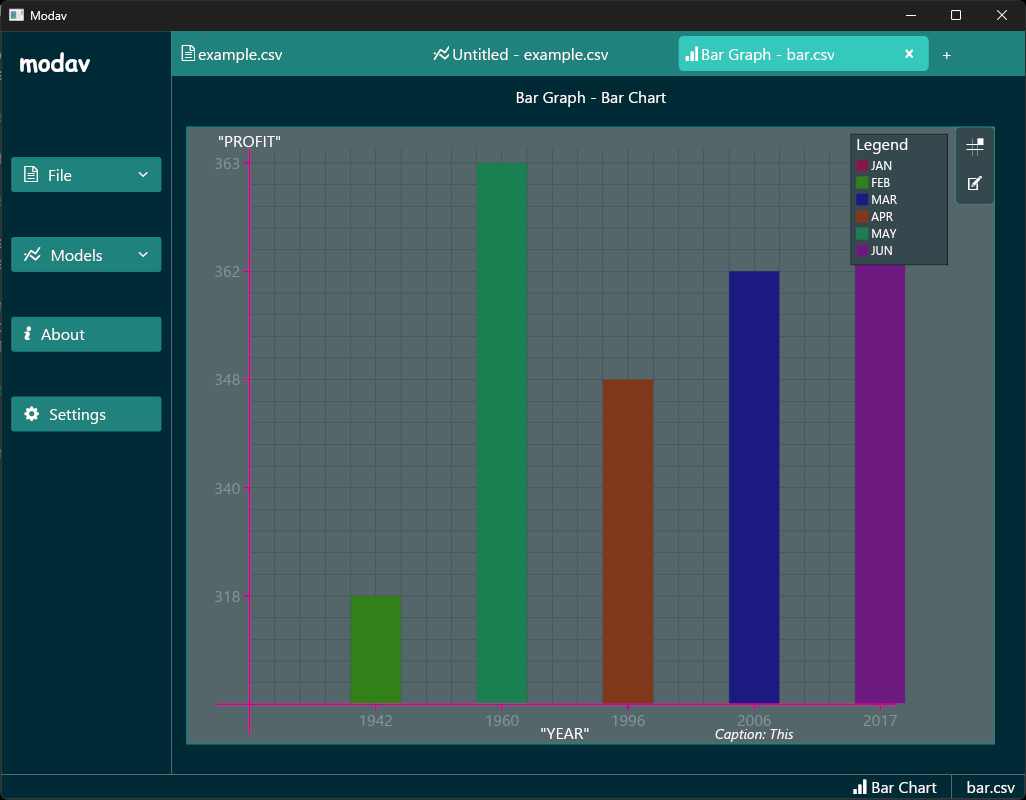 Modav
modav
example.csv
Untitled - example.csv
Bar Graph - bar.csv
+
Bar Graph - Bar Chart
File
Models
About
Settings
"PROFIT"
363
362
348
340
318
Legend
JAN
FEB
MAR
APR
MAY
JUN
1942
1960
1996
2006
2017
"YEAR"
Caption: This
Bar Chart
bar.csv